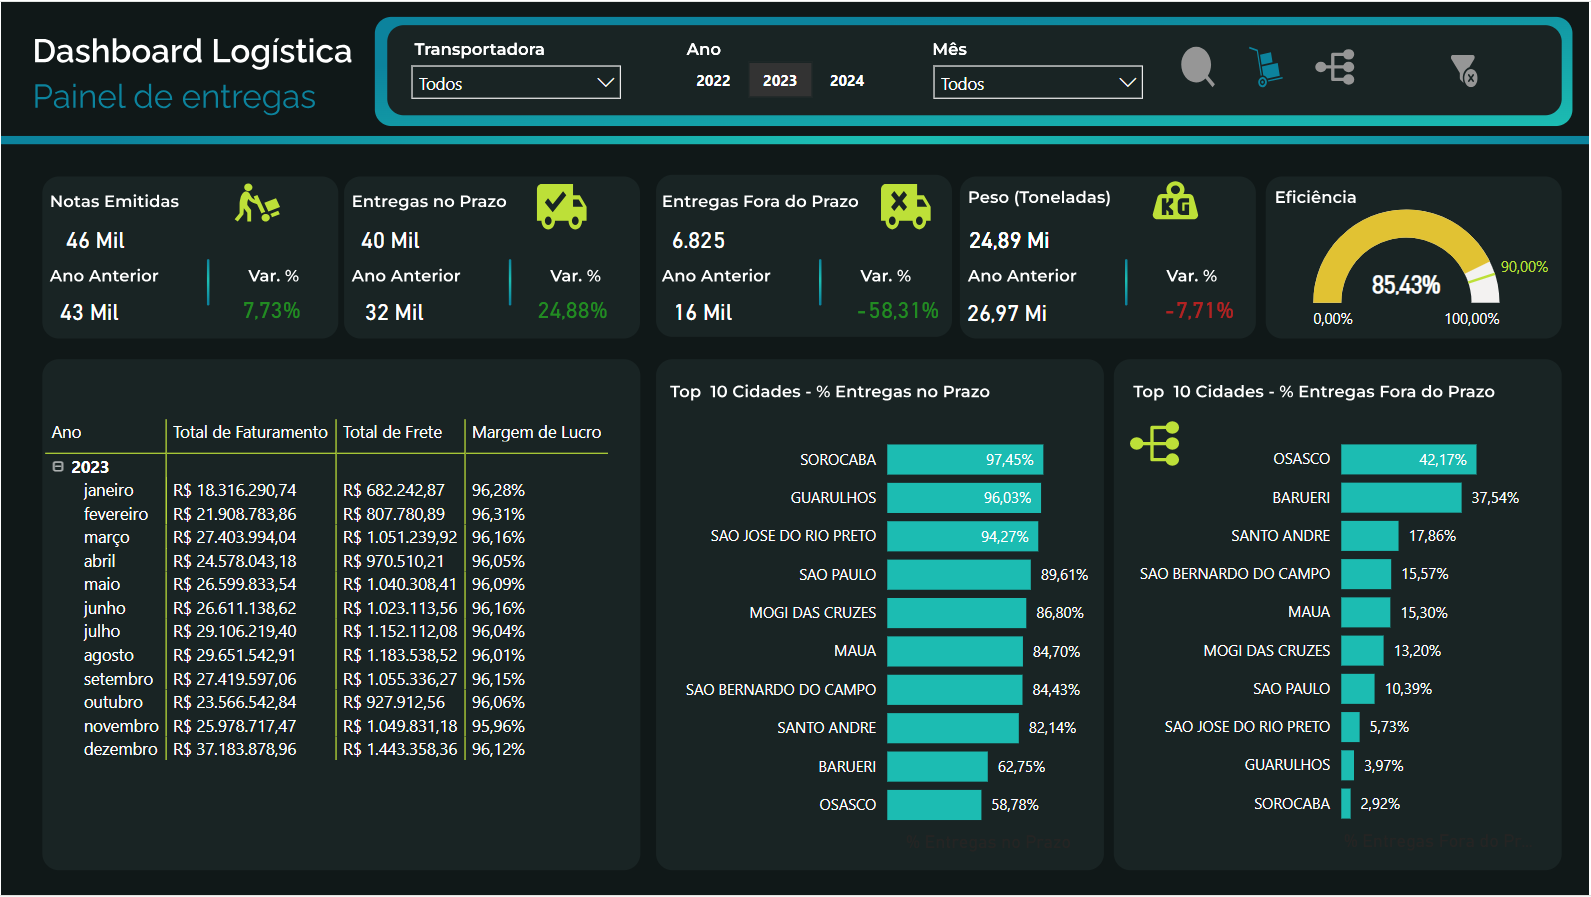 Dashboard Logística
Painel de entregas
Transportadora
Todos
Ano
2022 2023 2024
Mês
Todos
Notas Emitidas
46 Mil
Ano Anterior Var. %
43 Mil 7,73%
Entregas no Prazo
40 Mil
Ano Anterior Var. %
32 Mil 24,88%
Entregas Fora do Prazo
6.825
Ano Anterior Var. %
16 Mil -58,31%
Peso (Toneladas)
KG
24,89 Mi
Ano Anterior Var. %
26,97 Mi -7,71%
Eficiência
90,00%
85,43%
0,00% 100,00%
Ano Total de Faturamento Total de Frete Margem de Lucro
2023
janeiro R$ 18.316.290,74 R$ 682.242,87 96,28%
fevereiro R$ 21.908.783,86 R$ 807.780,89 96,31%
março R$ 27.403.994,04 R$ 1.051.239,92 96,16%
abril R$ 24.578.043,18 R$ 970.510,21 96,05%
maio R$ 26.599.833,54 R$ 1.040.308,41 96,09%
junho R$ 26.611.138,62 R$ 1.023.113,56 96,16%
julho R$ 29.106.219,40 R$ 1.152.112,08 96,04%
agosto R$ 29.651.542,91 R$ 1.183.538,52 96,01%
setembro R$ 27.419.597,06 R$ 1.055.336,27 96,15%
outubro R$ 23.566.542,84 R$ 927.912,56 96,06%
novembro R$ 25.978.717,47 R$ 1.049.831,18 95,96%
dezembro R$ 37.183.878,96 R$ 1.443.358,36 96,12%
Top 10 Cidades - % Entregas no Prazo
SOROCABA 97,45%
GUARULHOS 96,03%
SAO JOSE DO RIO PRETO 94,27%
SAO PAULO 89,61%
MOGI DAS CRUZES 86,80%
MAUA 84,70%
SAO BERNARDO DO CAMPO 84,43%
SANTO ANDRE 82,14%
BARUERI 62,75%
OSASCO 58,78%
% Entregas no Prazo
Top 10 Cidades - % Entregas Fora do Prazo
OSASCO 42,17%
BARUERI 37,54%
SANTO ANDRE 17,86%
SAO BERNARDO DO CAMPO 15,57%
MAUA 15,30%
MOGI DAS CRUZES 13,20%
SAO PAULO 10,39%
SAO JOSE DO RIO PRETO 5,73%
GUARULHOS 3,97%
SOROCABA 2,92%
% Entregas Fora do Pr